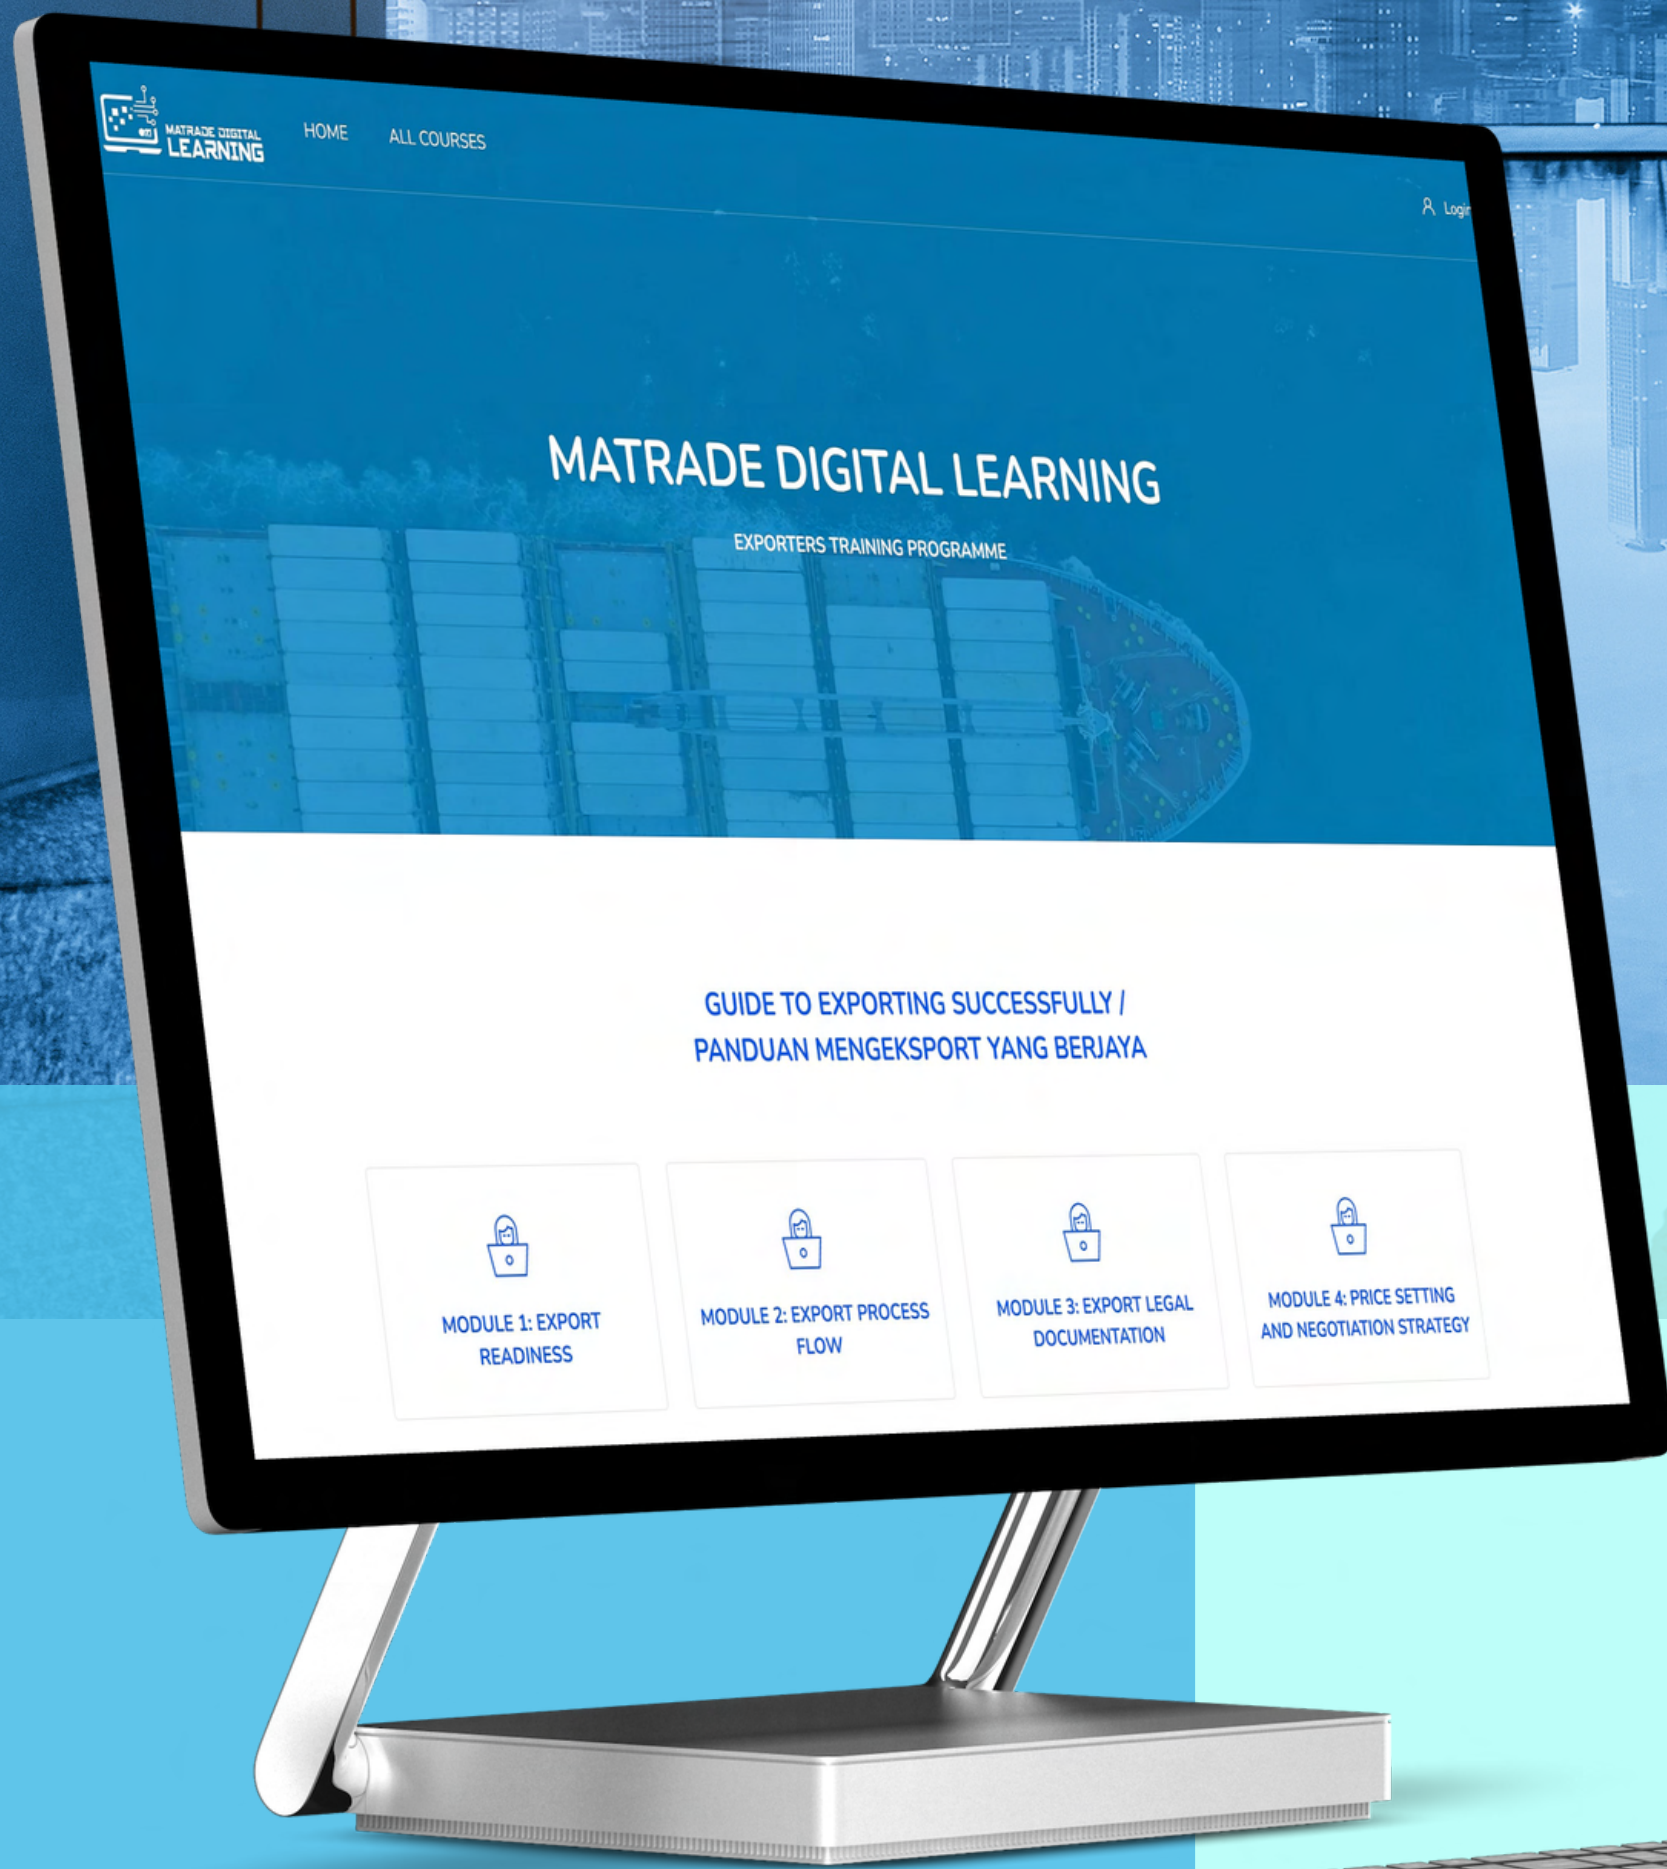 MATRADE DIGITAL
LEARNING
HOME
ALL COURSES
Login
MATRADE DIGITAL LEARNING
EXPORTERS TRAINING PROGRAMME
GUIDE TO EXPORTING SUCCESSFULLY /
PANDUAN MENGEKSPORT YANG BERJAYA
MODULE 1: EXPORT
READINESS
MODULE 2: EXPORT PROCESS
FLOW
MODULE 3: EXPORT LEGAL
DOCUMENTATION
MODULE 4: PRICE SETTING
AND NEGOTIATION STRATEGY